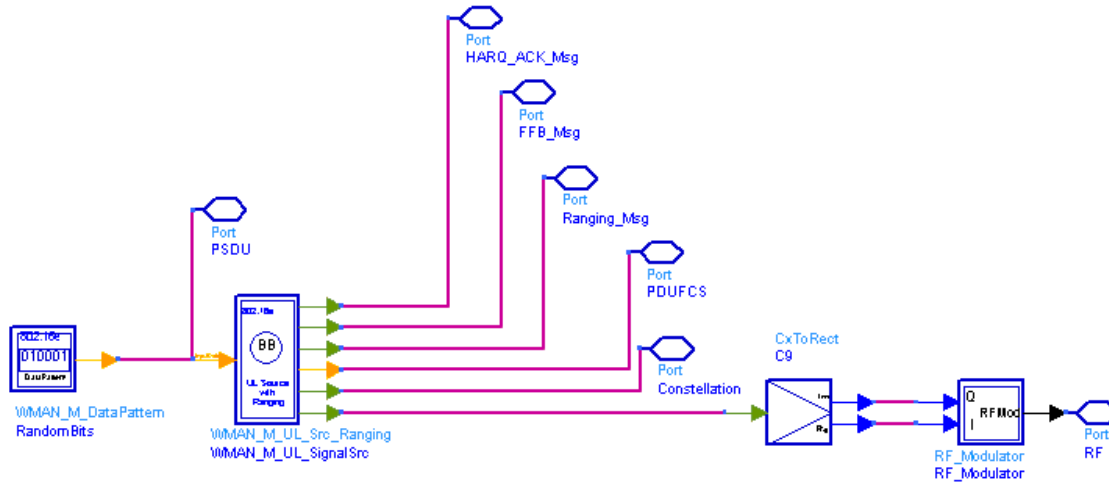 Port
HARQ_ACK_Msg
Port
FFB_Msg
Port
Ranging_Msg
Port
PSDU
Port
PDUFCS
Port
Constellation
802.16e
010001
DataPattern
WMAN_M_DataPattern
RandomBits
802.16e
BB
UL Source
with
Ranging
WMAN_M_UL_Src_Ranging
WMAN_M_UL_SignalSrc
CxToRect
C9
Im
Re
Q
RFMod
I
RF_Modulator
RF_Modulator
Port
RF